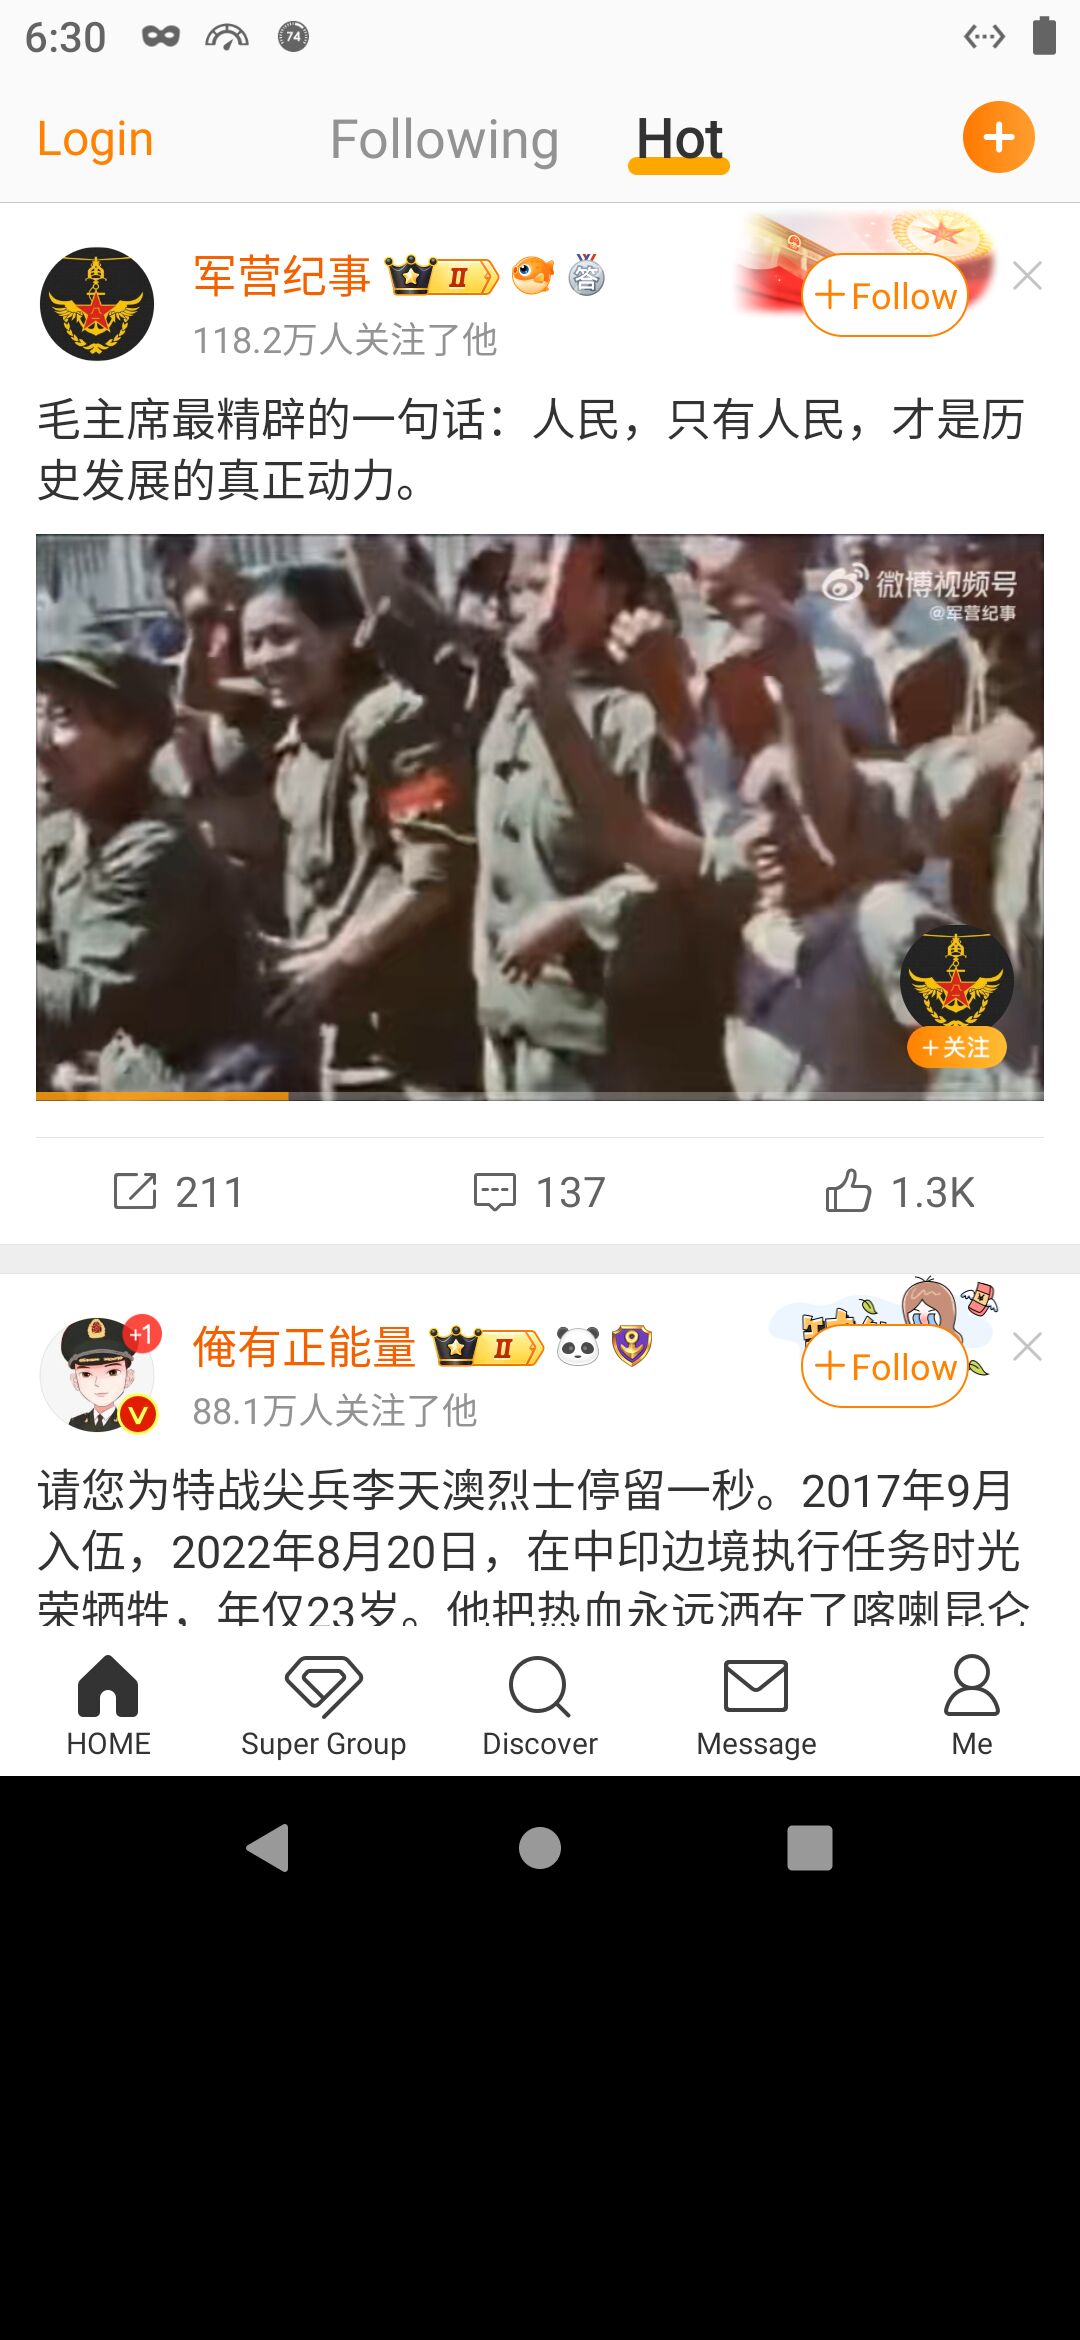 6:30
74
Login
Following
Hot
军营纪事
II
答
+Follow
118.2万人关注了他
毛主席最精辟的一句话：人民，只有人民，才是历
史发展的真正动力。
微博视频号
@军营纪事
+关注
211
137
1.3K
+1
俺有正能量
II
+Follow
V
88.1万人关注了他
请您为特战尖兵李天澳烈士停留一秒。2017年9月
入伍，2022年8月20日，在中印边境执行任务时光
荣牺牲，年仅23岁。他把热血永远洒在了喀喇昆仑
HOME
Super Group
Discover
Message
Me